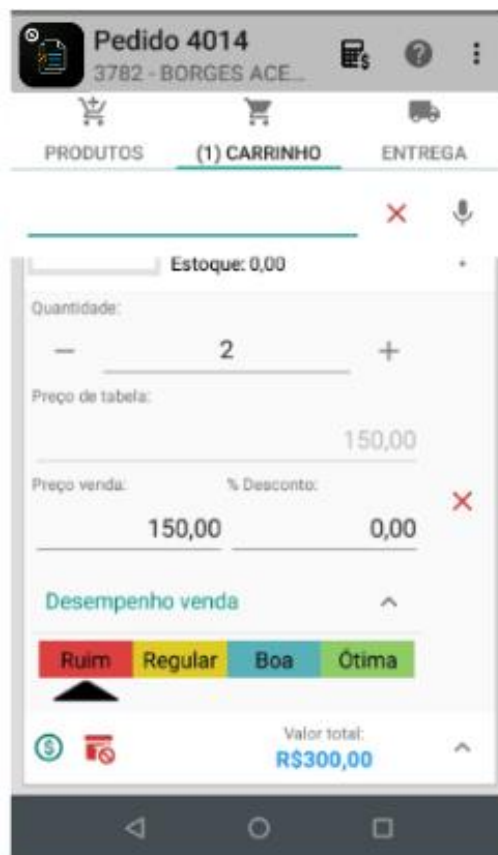 Pedido 4014
3782 - BORGES ACE...
PRODUTOS (1) CARRINHO ENTREGA
Estoque: 0,00
Quantidade:
2
Preço de tabela:
150,00
Preço venda: % Desconto:
150,00 0,00
Desempenho venda
Ruim Regular Boa Ótima
Valor total:
R$300,00